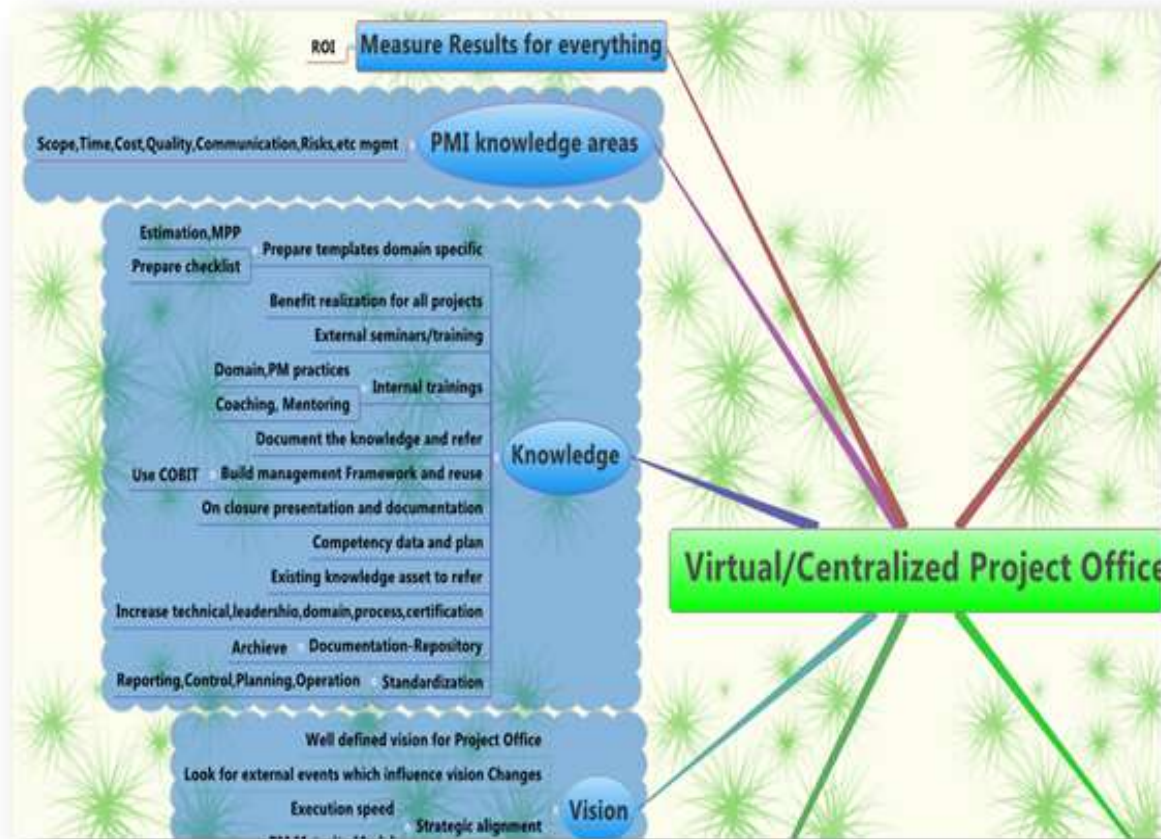 ROI
Measure Results for everything
Scope,Time,Cost,Quality,Communication,Risks,etc mgmt
PMI knowledge areas
Estimation,MPP
Prepare checklist
Prepare templates domain specific
Benefit realization for all projects
External seminars/training
Domain,PM practices
Coaching, Mentoring
Internal trainings
Document the knowledge and refer
Use COBIT
Build management Framework and reuse
On closure presentation and documentation
Competency data and plan
Existing knowledge asset to refer
Increase technical,leadershio,domain,process,certification
Archieve
Documentation-Repository
Reporting,Control,Planning,Operation
Standardization
Knowledge
Virtual/Centralized Project Office
Well defined vision for Project Office
Look for external events which influence vision Changes
Execution speed
Strategic alignment
Vision